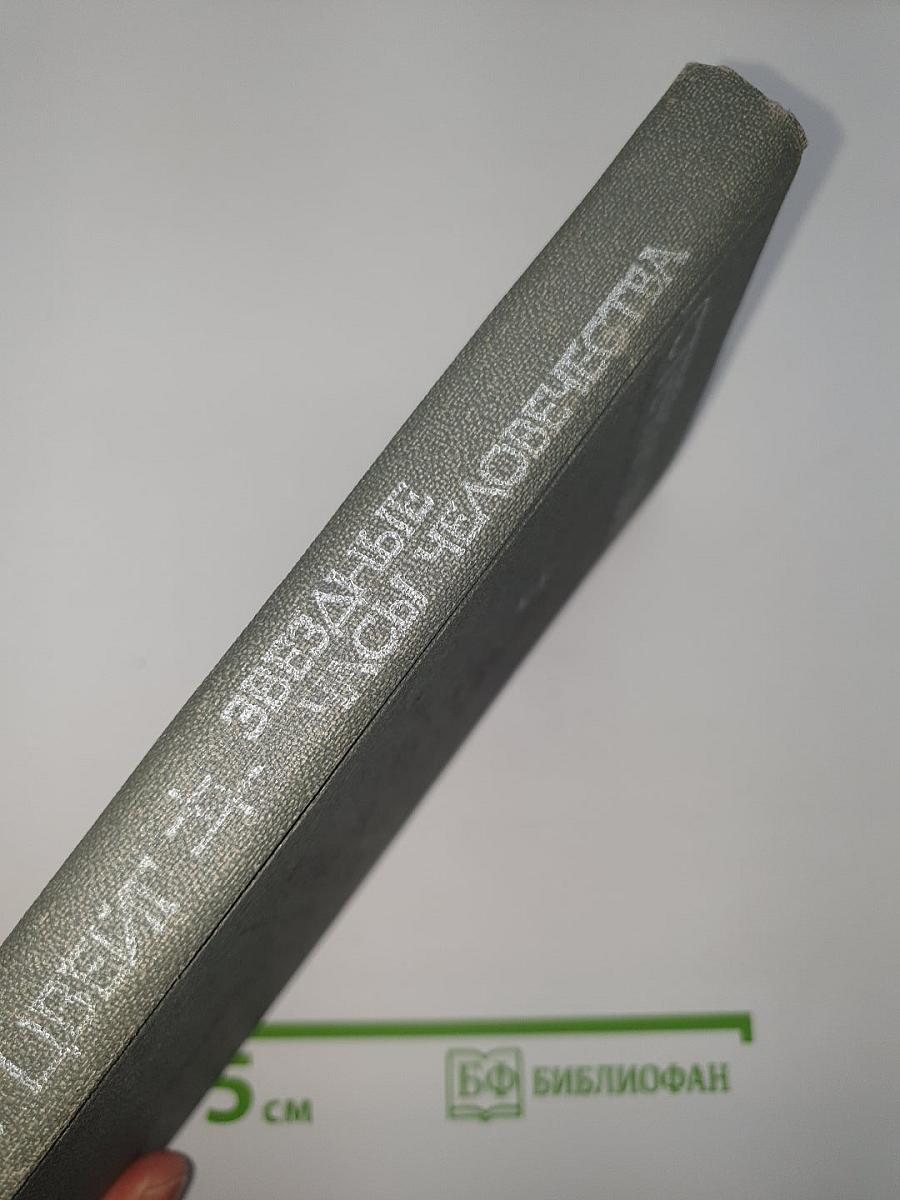 ЦВЕЙГ
ЗВЕЗДНЫЕ
ЧАСЫ ЧЕЛОВЕЧЕСТВА
5 см
БФ БИБЛИОФАН